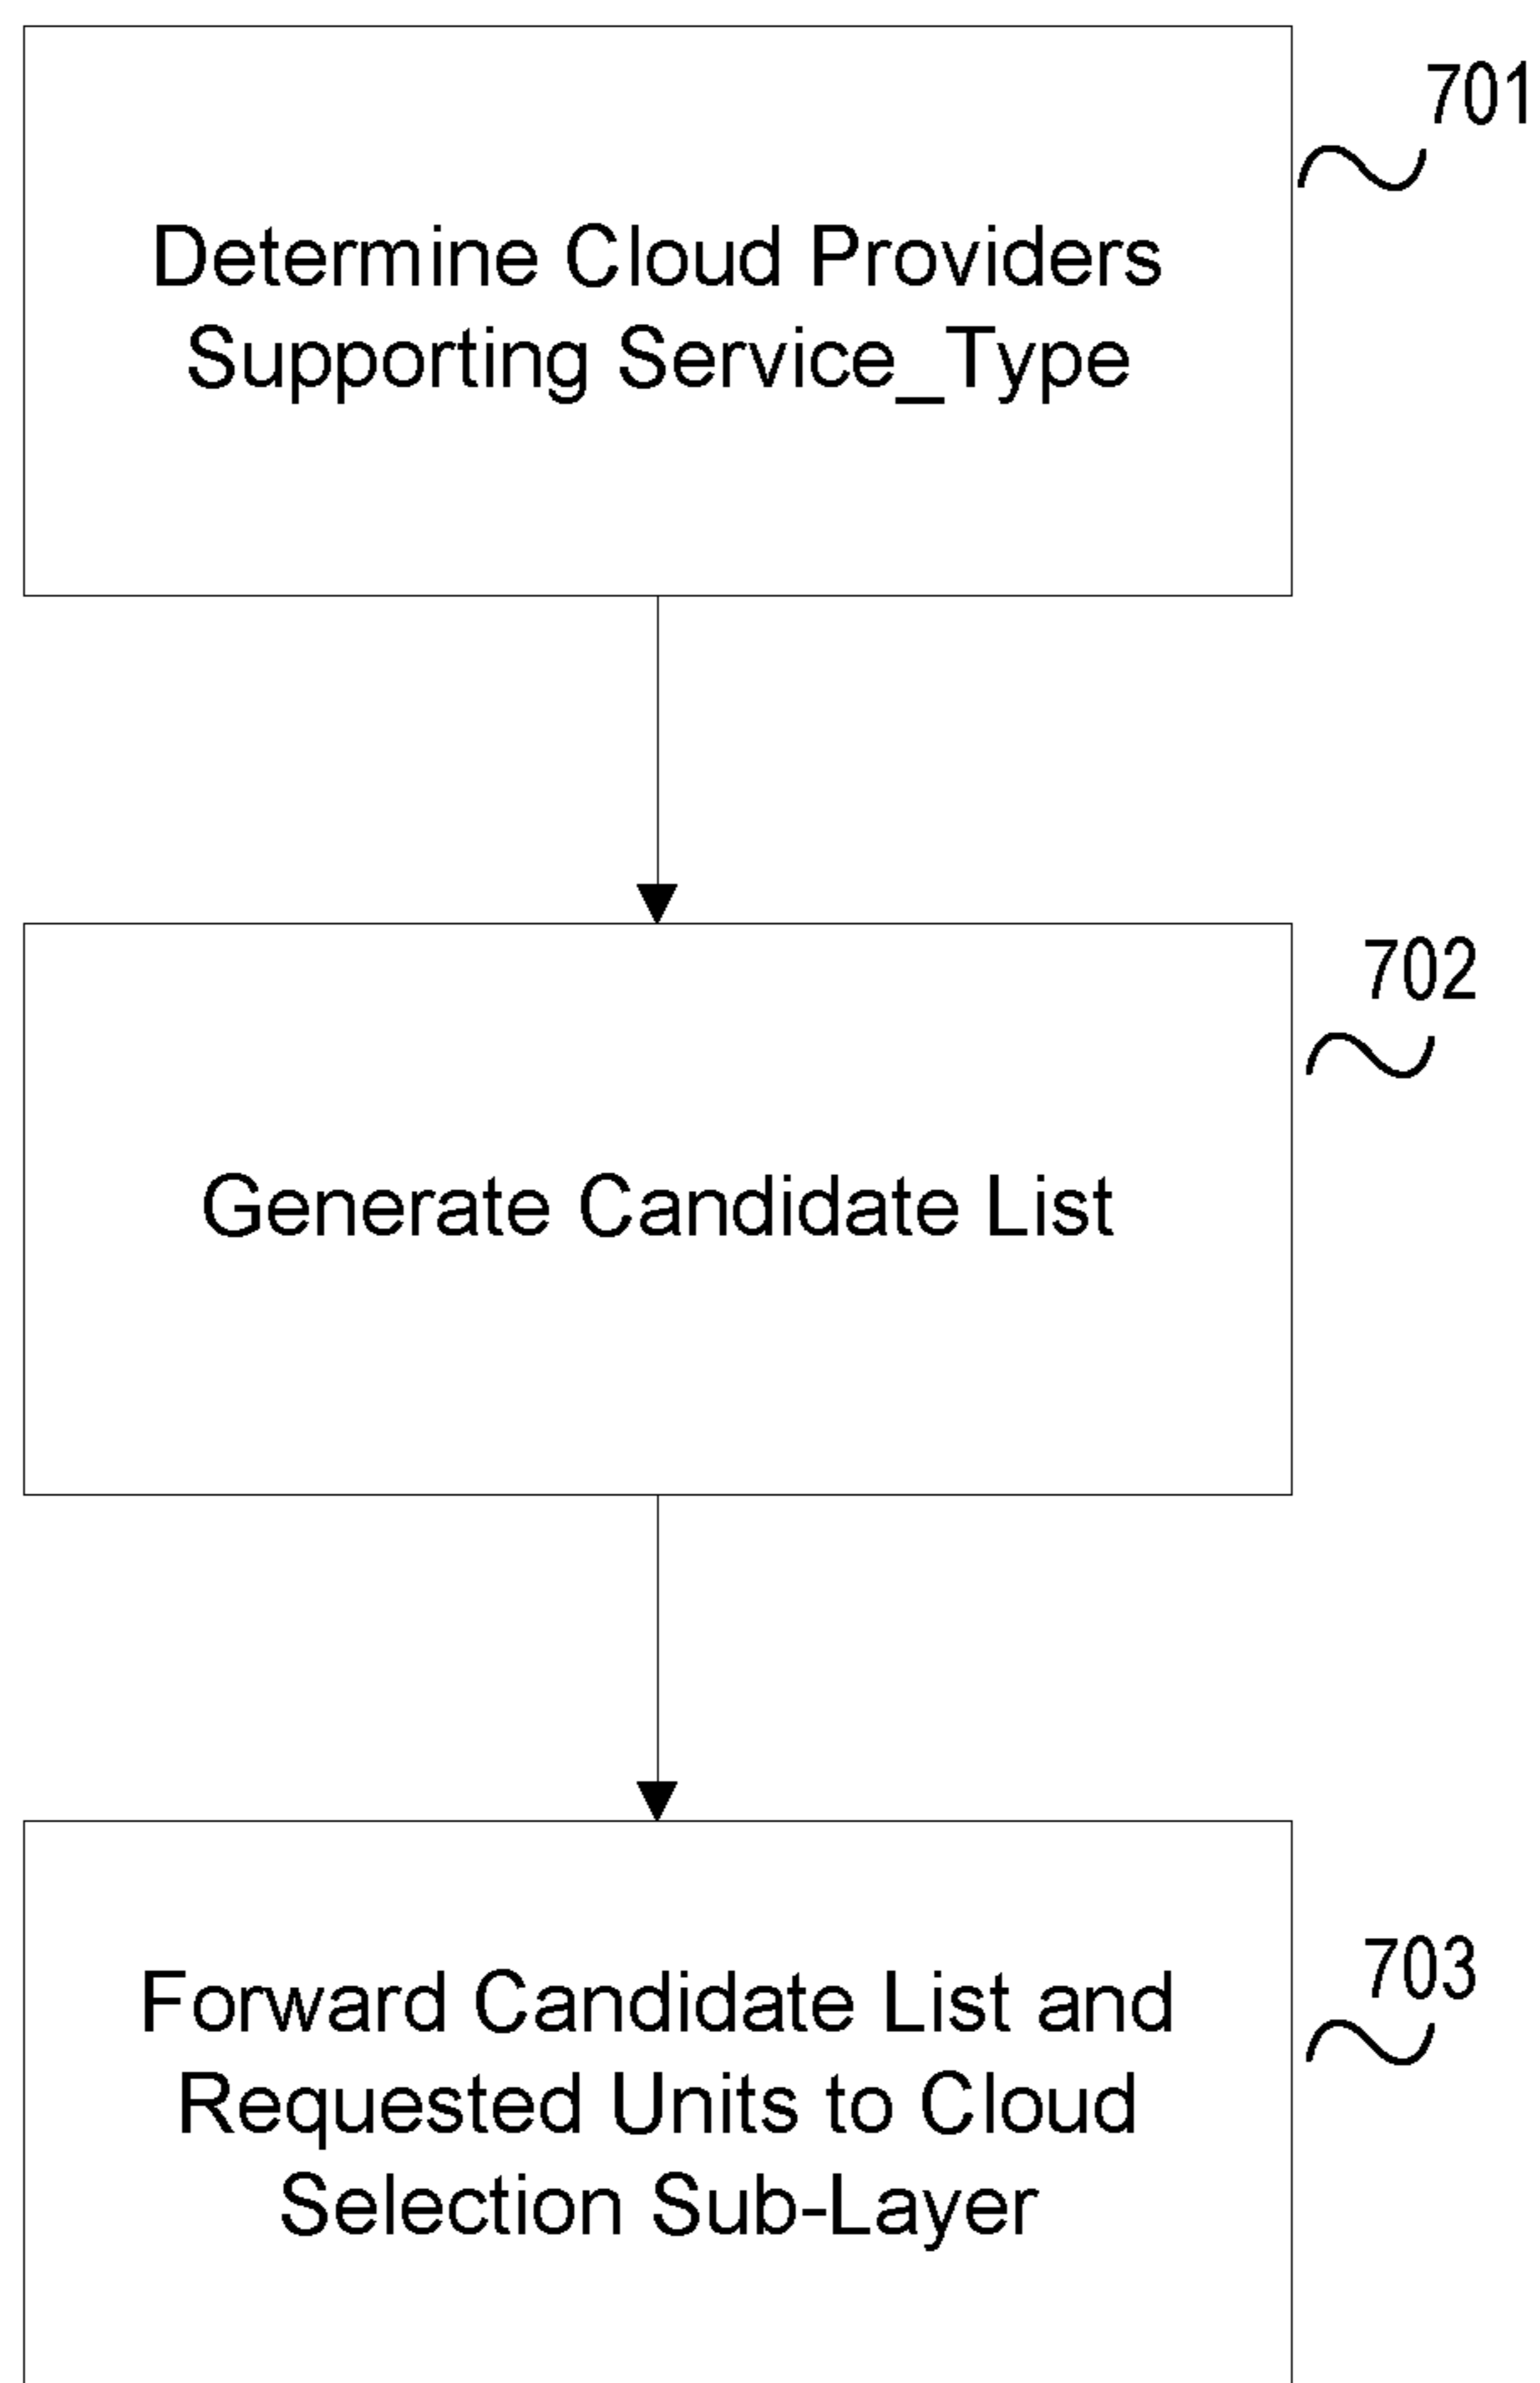 701
Determine Cloud Providers
Supporting Service_Type
702
Generate Candidate List
703
Forward Candidate List and
Requested Units to Cloud
Selection Sub-Layer